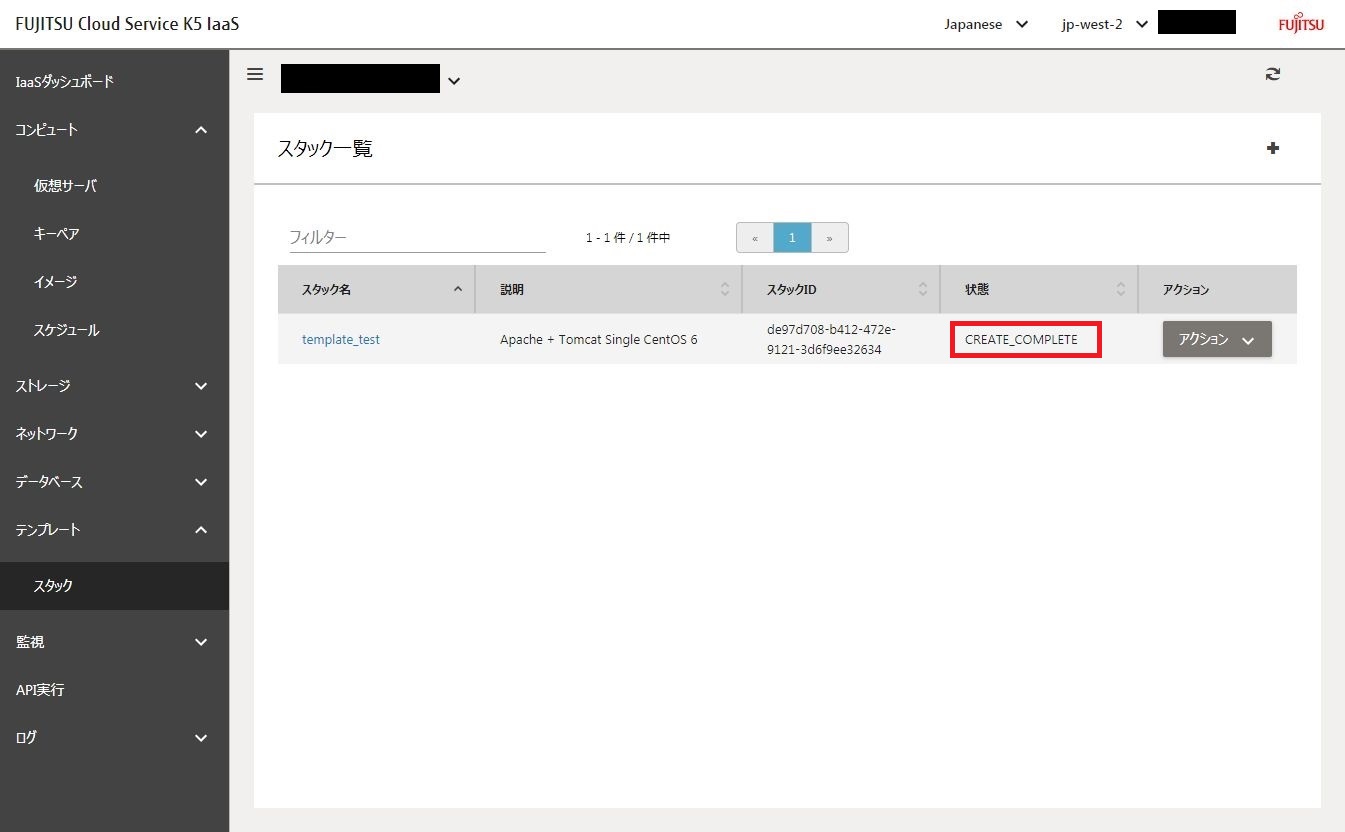 FUJITSU Cloud Service K5 IaaS
Japanese
jp-west-2
FUJITSU
IaaSダッシュボード
コンピュート
仮想サーバ
キーペア
イメージ
スケジュール
ストレージ
ネットワーク
データベース
テンプレート
スタック
監視
API実行
ログ
スタック一覧
フィルター
1 - 1 件 / 1 件中
« 1 »
スタック名 説明 スタックID 状態 アクション
template_test
Apache + Tomcat Single CentOS 6
de97d708-b412-472e-
9121-3d6f9ee32634
CREATE_COMPLETE
アクション